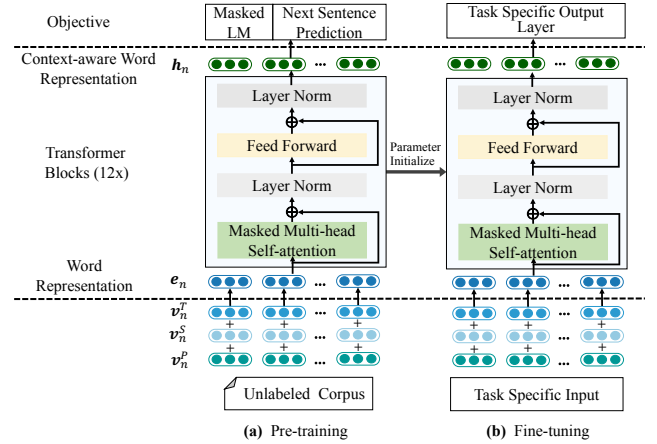 Objective
Masked
LM
Next Sentence
Prediction
Task Specific Output
Layer
Context-aware Word
Representation
h_n
...
...
Layer Norm
Layer Norm
Feed Forward
Feed Forward
Transformer
Blocks (12x)
Parameter
Initialize
Layer Norm
Layer Norm
Masked Multi-head
Self-attention
Masked Multi-head
Self-attention
Word
Representation
e_n
...
...
v_n^T
...
...
+ + + + + +
v_n^S
...
...
+ + + + + +
v_n^P
...
...
Unlabeled Corpus
Task Specific Input
(a) Pre-training
(b) Fine-tuning